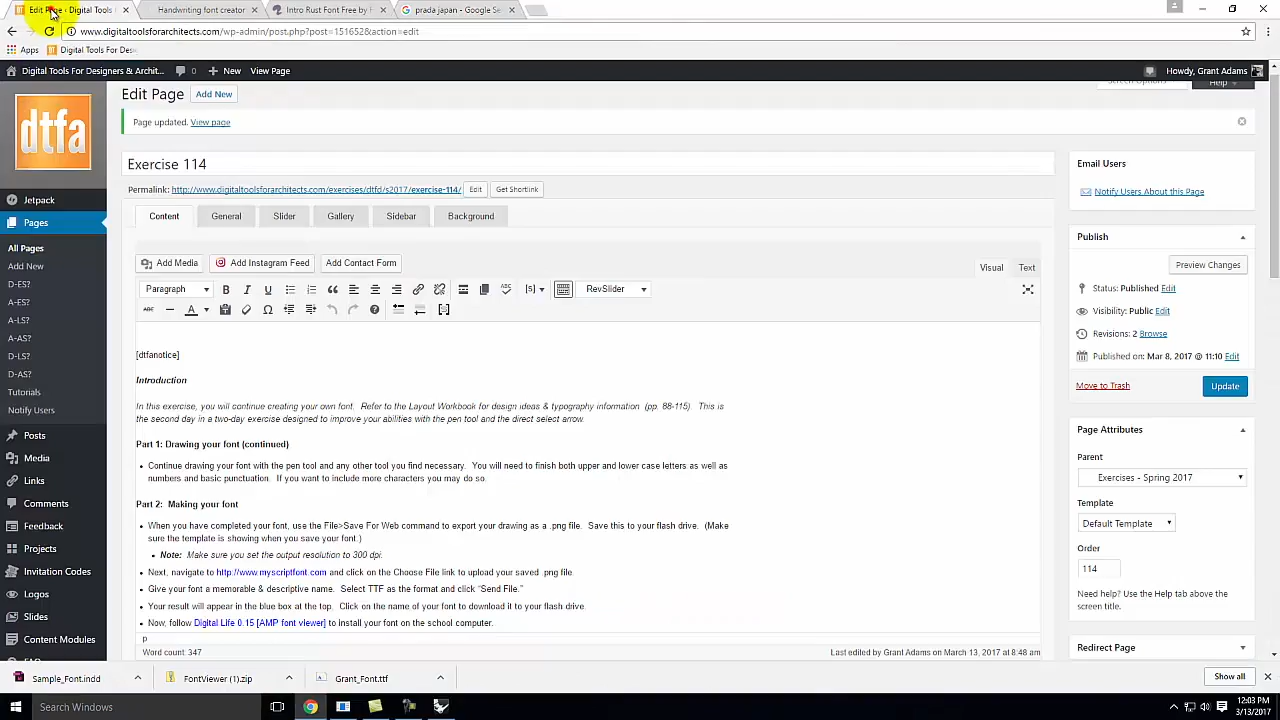 Edit Page ‹ Digital Tools
Handwriting font creator
Intro Rust Font Free by
prada japan - Google Se
www.digitaltoolsforarchitects.com/wp-admin/post.php?post=151652&action=edit
Apps
Digital Tools For Desi
Digital Tools For Designers & Archit...
0
New
View Page
Howdy, Grant Adams
dtfa
Edit Page
Add New
Screen Options
Help
Page updated. View page
Exercise 114
Permalink: http://www.digitaltoolsforarchitects.com/exercises/dtfd/s2017/exercise-114/
Edit
Get Shortlink
Content
General
Slider
Gallery
Sidebar
Background
Add Media
Add Instagram Feed
Add Contact Form
Visual
Text
Paragraph
B
I
U
ABC
[s]
RevSlider
ABC
A
[dtfanotice]
Introduction
In this exercise, you will continue creating your own font. Refer to the Layout Workbook for design ideas & typography information (pp. 88-115). This is
the second day in a two-day exercise designed to improve your abilities with the pen tool and the direct select arrow.
Part 1: Drawing your font (continued)
• Continue drawing your font with the pen tool and any other tool you find necessary. You will need to finish both upper and lower case letters as well as
numbers and basic punctuation. If you want to include more characters you may do so.
Part 2: Making your font
• When you have completed your font, use the File>Save For Web command to export your drawing as a .png file. Save this to your flash drive. (Make
sure the template is showing when you save your font.)
• Note: Make sure you set the output resolution to 300 dpi.
• Next, navigate to http://www.myscriptfont.com and click on the Choose File link to upload your saved .png file.
• Give your font a memorable & descriptive name. Select TTF as the format and click “Send File.”
• Your result will appear in the blue box at the top. Click on the name of your font to download it to your flash drive.
• Now, follow Digital Life 0.15 [AMP font viewer] to install your font on the school computer.
p
Word count: 347
Last edited by Grant Adams on March 13, 2017 at 8:48 am
Jetpack
Pages
All Pages
Add New
D-ES?
A-ES?
A-LS?
A-AS?
D-LS?
D-AS?
Tutorials
Notify Users
Posts
Media
Links
Comments
Feedback
Projects
Invitation Codes
Logos
Slides
Content Modules
FAQ
Email Users
Notify Users About this Page
Publish
Preview Changes
Status: Published Edit
Visibility: Public Edit
Revisions: 2 Browse
Published on: Mar 8, 2017 @ 11:10 Edit
Move to Trash
Update
Page Attributes
Parent
Exercises - Spring 2017
Template
Default Template
Order
114
Need help? Use the Help tab above the
screen title.
Redirect Page
Sample_Font.indd
FontViewer (1).zip
Grant_Font.ttf
Show all
Search Windows
12:03 PM
3/13/2017